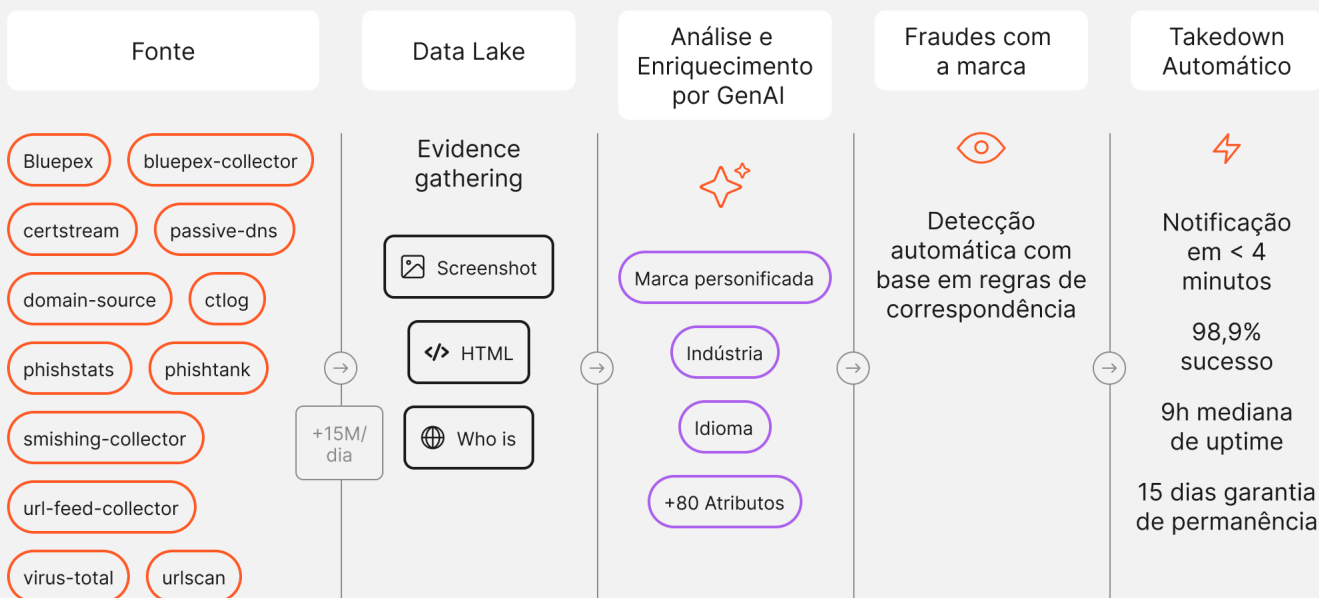 Fonte
Bluepex
bluepex-collector
certstream
passive-dns
domain-source
ctlog
phishstats
phishtank
smishing-collector
url-feed-collector
virus-total
urlscan
+15M/
dia
Data Lake
Evidence
gathering
Screenshot
</> HTML
Who is
Análise e
Enriquecimento
por GenAI
Marca personificada
Indústria
Idioma
+80 Atributos
Fraudes com
a marca
Detecção
automática com
base em regras de
correspondência
Takedown
Automático
Notificação
em < 4
minutos
98,9%
sucesso
9h mediana
de uptime
15 dias garantia
de permanência